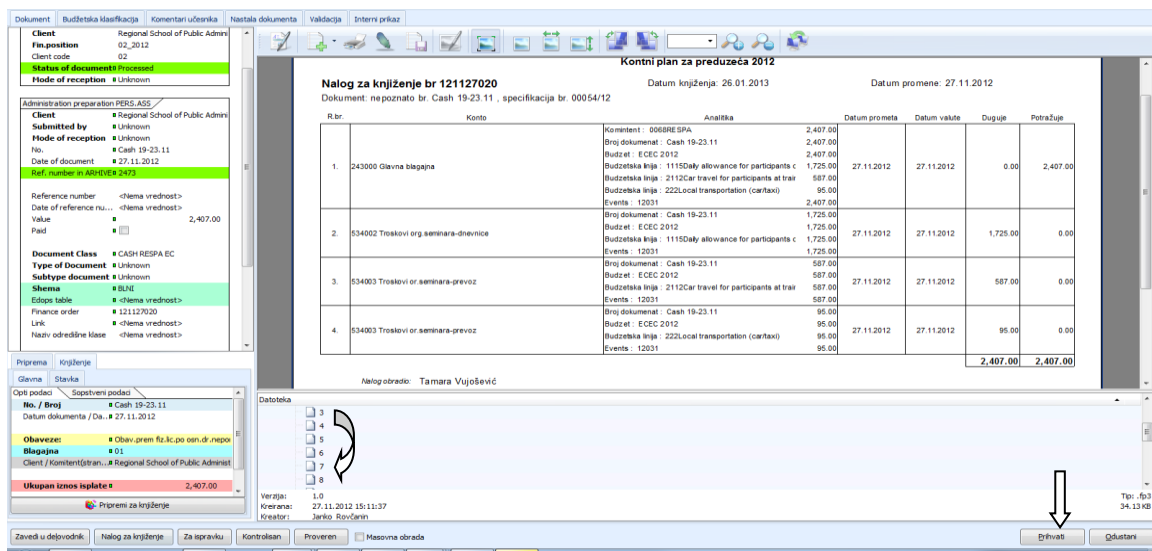 Dokument Budžetska klasifikacija Komentari učesnika Nastala dokumenta Validacija Interni prikaz
Client Regional School of Public Admini
Fin.position 02_2012
Client code 02
Status of document Processed
Mode of reception Unknown
Administration preparation PERS.ASS
Client Regional School of Public Admini
Submitted by Unknown
Mode of reception Unknown
No. Cash 19-23.11
Date of document 27.11.2012
Ref. number in ARHIVE 2473
Reference number <Nema vrednost>
Date of reference nu... <Nema vrednost>
Value 2,407.00
Paid
Document Class CASH RESPA EC
Type of Document Unknown
Subtype document Unknown
Shema BLNI
Edops table <Nema vrednost>
Finance order 121127020
Link <Nema vrednost>
Naziv odredišne klase <Nema vrednost>
Priprema Knjiženje
Glavna Stavka
Opti podaci Sopstveni podaci
No. / Broj Cash 19-23.11
Datum dokumenta / Da.. 27.11.2012
Obaveze: Obav.prem fiz.lic.po osn.dr.nepo
Blagajna 01
Client / Komitent(stran... Regional School of Public Administ
Ukupan iznos isplate 2,407.00
Pripremi za knjiženje
Kontni plan za preduzeća 2012
Nalog za knjiženje br 121127020 Datum knjiženja: 26.01.2013 Datum promene: 27.11.2012
Dokument: nepoznato br. Cash 19-23.11 , specifikacija br. 00054/12
R.br. Konto Analitika Datum prometa Datum valute Duguje Potražuje
Komintent : 0068RESPA 2,407.00
Broj dokumenat : Cash 19-23.11 2,407.00
Budzet : ECEC 2012 2,407.00
1. 243000 Glavna blagajna Budzetska linija : 1115Daily allowance for participants c 1,725.00 27.11.2012 27.11.2012 0.00 2,407.00
Budzetska linija : 2112Car travel for participants at train 587.00
Budzetska linija : 222Local transportation (car/taxi) 95.00
Events : 12031 2,407.00
Broj dokumenat : Cash 19-23.11 1,725.00
Budzet : ECEC 2012 1,725.00
2. 534002 Troskovi org.seminara-dnevnice Budzetska linija : 1115Daily allowance for participants c 1,725.00 27.11.2012 27.11.2012 1,725.00 0.00
Events : 12031 1,725.00
Broj dokumenat : Cash 19-23.11 587.00
Budzet : ECEC 2012 587.00
3. 534003 Troskovi or.seminara-prevoz Budzetska linija : 2112Car travel for participants at train 587.00 27.11.2012 27.11.2012 587.00 0.00
Events : 12031 587.00
Broj dokumenat : Cash 19-23.11 95.00
Budzet : ECEC 2012 95.00
4. 534003 Troskovi or.seminara-prevoz Budzetska linija : 222Local transportation (car/taxi) 95.00 27.11.2012 27.11.2012 95.00 0.00
Events : 12031 95.00
2,407.00 2,407.00
Nalog obradio: Tamara Vujošević
Datoteka
3
4
5
6
7
8
Verzija: 1.0 Tip: .fp3
Kreirana: 27.11.2012 15:11:37 34.13 KB
Kreator: Janko Rovčanin
Zavedi u delovodnik Nalog za knjiženje Za ispravku Kontrolisan Proveren Masovna obrada Prihvati Odustani